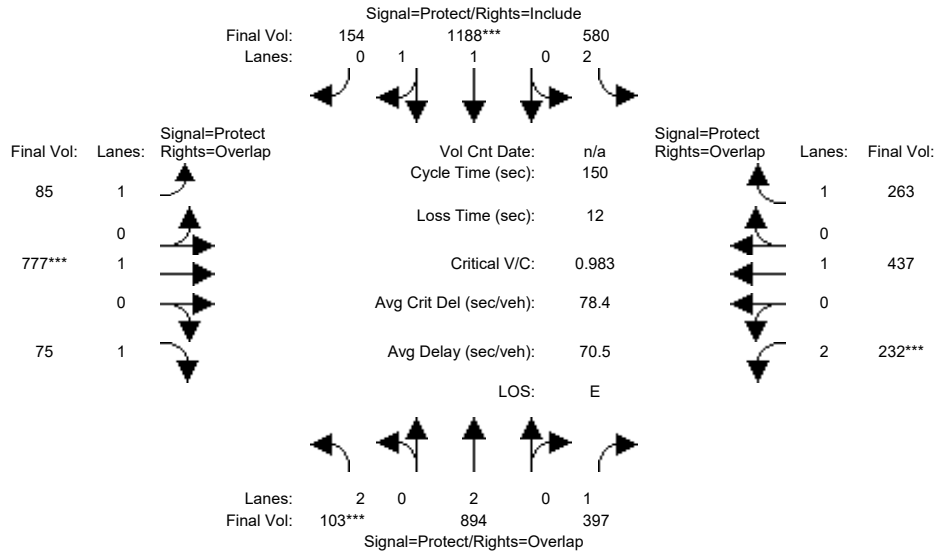 Signal=Protect/Rights=Include
Final Vol: 154 1188*** 580
Lanes: 0 1 1 0 2
Signal=Protect
Final Vol: Lanes: Rights=Overlap
Vol Cnt Date: n/a
Signal=Protect
Rights=Overlap Lanes: Final Vol:
Cycle Time (sec): 150
85 1
1 263
Loss Time (sec): 12
0
0
777*** 1
Critical V/C: 0.983
1 437
0
Avg Crit Del (sec/veh): 78.4
0
75 1
Avg Delay (sec/veh): 70.5
2 232***
LOS: E
Lanes: 2 0 2 0 1
Final Vol: 103*** 894 397
Signal=Protect/Rights=Overlap